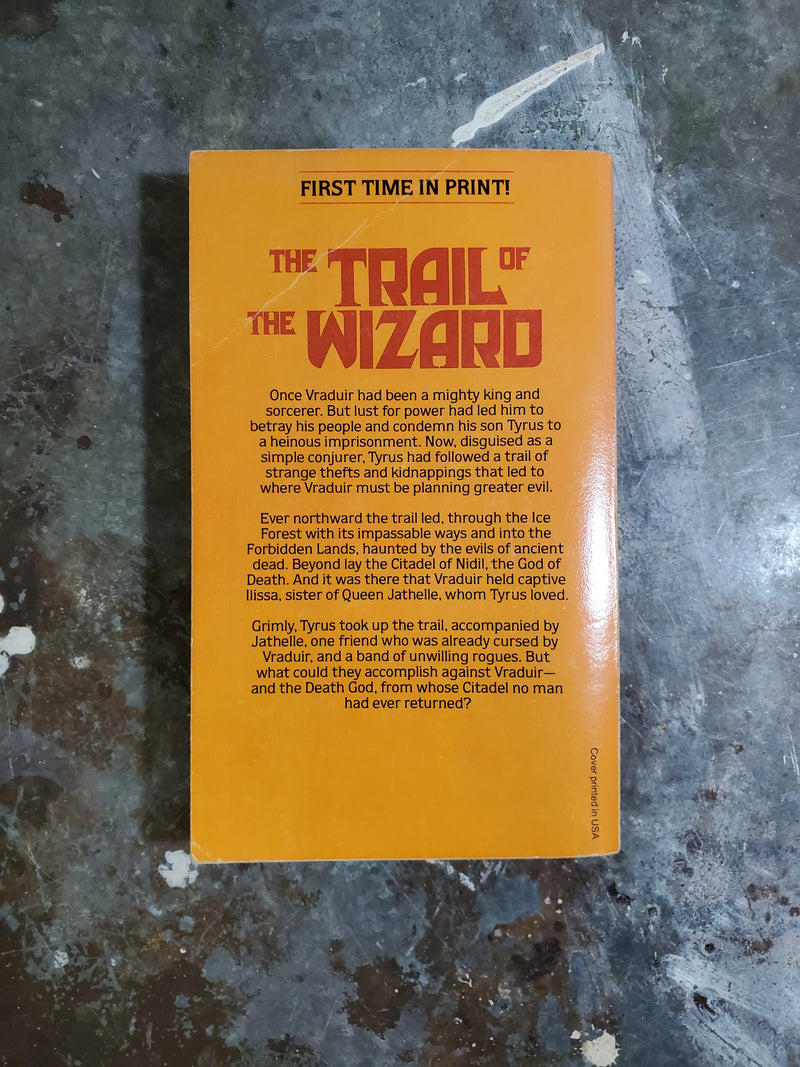 FIRST TIME IN PRINT!
THE TRAIL OF
THE WIZARD
Once Vraduir had been a mighty king and
sorcerer. But lust for power had led him to
betray his people and condemn his son Tyrus to
a heinous imprisonment. Now, disguised as a
simple conjurer, Tyrus had followed a trail of
strange thefts and kidnappings that led to
where Vraduir must be planning greater evil.
Ever northward the trail led, through the Ice
Forest with its impassable ways and into the
Forbidden Lands, haunted by the evils of ancient
dead. Beyond lay the Citadel of Nidil, the God of
Death. And it was there that Vraduir held captive
Ilissa, sister of Queen Jathelle, whom Tyrus loved.
Grimly, Tyrus took up the trail, accompanied by
Jathelle, one friend who was already cursed by
Vraduir, and a band of unwilling rogues. But
what could they accomplish against Vraduir—
and the Death God, from whose Citadel no man
had ever returned?
Cover printed in USA